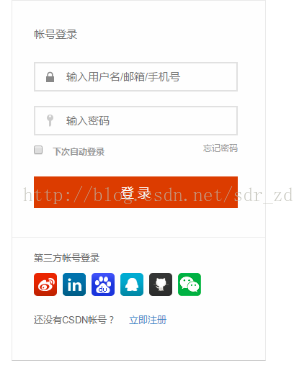 帐号登录
输入用户名/邮箱/手机号
输入密码
下次自动登录 忘记密码
登 录
http://blog.csdn.net/sdr_zd
第三方帐号登录
in
还没有CSDN帐号？ 立即注册